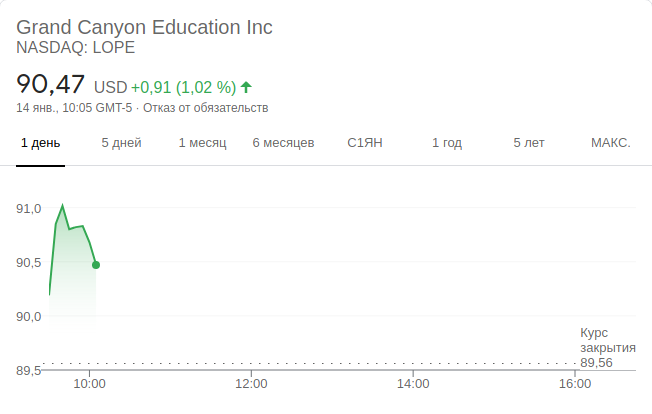 Grand Canyon Education Inc
NASDAQ: LOPE
90,47 USD +0,91 (1,02 %)
14 янв., 10:05 GMT-5 · Отказ от обязательств
1 день 5 дней 1 месяц 6 месяцев С1ЯН 1 год 5 лет МАКС.
91,0
90,5
90,0
Курс
закрытия
89,56
89,5
10:00 12:00 14:00 16:00